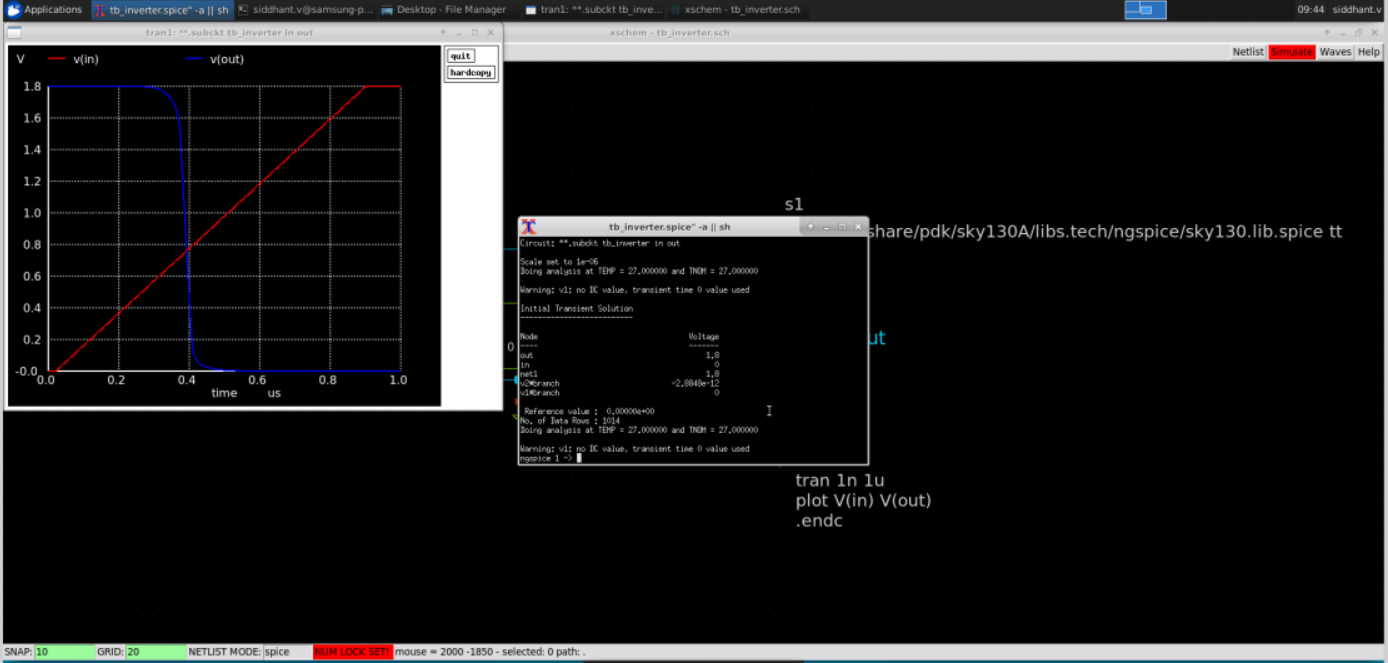 Applications
tb_inverter.spice" -a || sh
siddhant.v@samsung-p...
Desktop - File Manager
tran1: **.subckt tb_inve...
xschem - tb_inverter.sch
09:44 siddhant.v
tran1: **.subckt tb_inverter in out
xschem - tb_inverter.sch
Netlist Simulate Waves Help
V v(in) v(out)
quit
hardcopy
1.8
1.6
1.4
1.2
1.0
0.8
0.6
0.4
0.2
-0.0
0.0 0.2 0.4 0.6 0.8 1.0
time us
s1
share/pdk/sky130A/libs.tech/ngspice/sky130.lib.spice tt
ut
0
tb_inverter.spice" -a || sh
Circuit: **.subckt tb_inverter in out
Scale set to 1e-06
Doing analysis at TEMP = 27.000000 and TNOM = 27.000000
Warning: v1: no DC value, transient time 0 value used
Initial Transient Solution
--------------------------
Node Voltage
---- -------
out 1.8
in 0
net1 1.8
v2#branch -2.8848e-12
v1#branch 0
Reference value : 0.00000e+00
No. of Data Rows : 1014
Doing analysis at TEMP = 27.000000 and TNOM = 27.000000
Warning: v1: no DC value, transient time 0 value used
ngspice 1 ->
tran 1n 1u
plot V(in) V(out)
.endc
SNAP: 10 GRID: 20 NETLIST MODE: spice NUM LOCK SET! mouse = 2000 -1850 - selected: 0 path: .